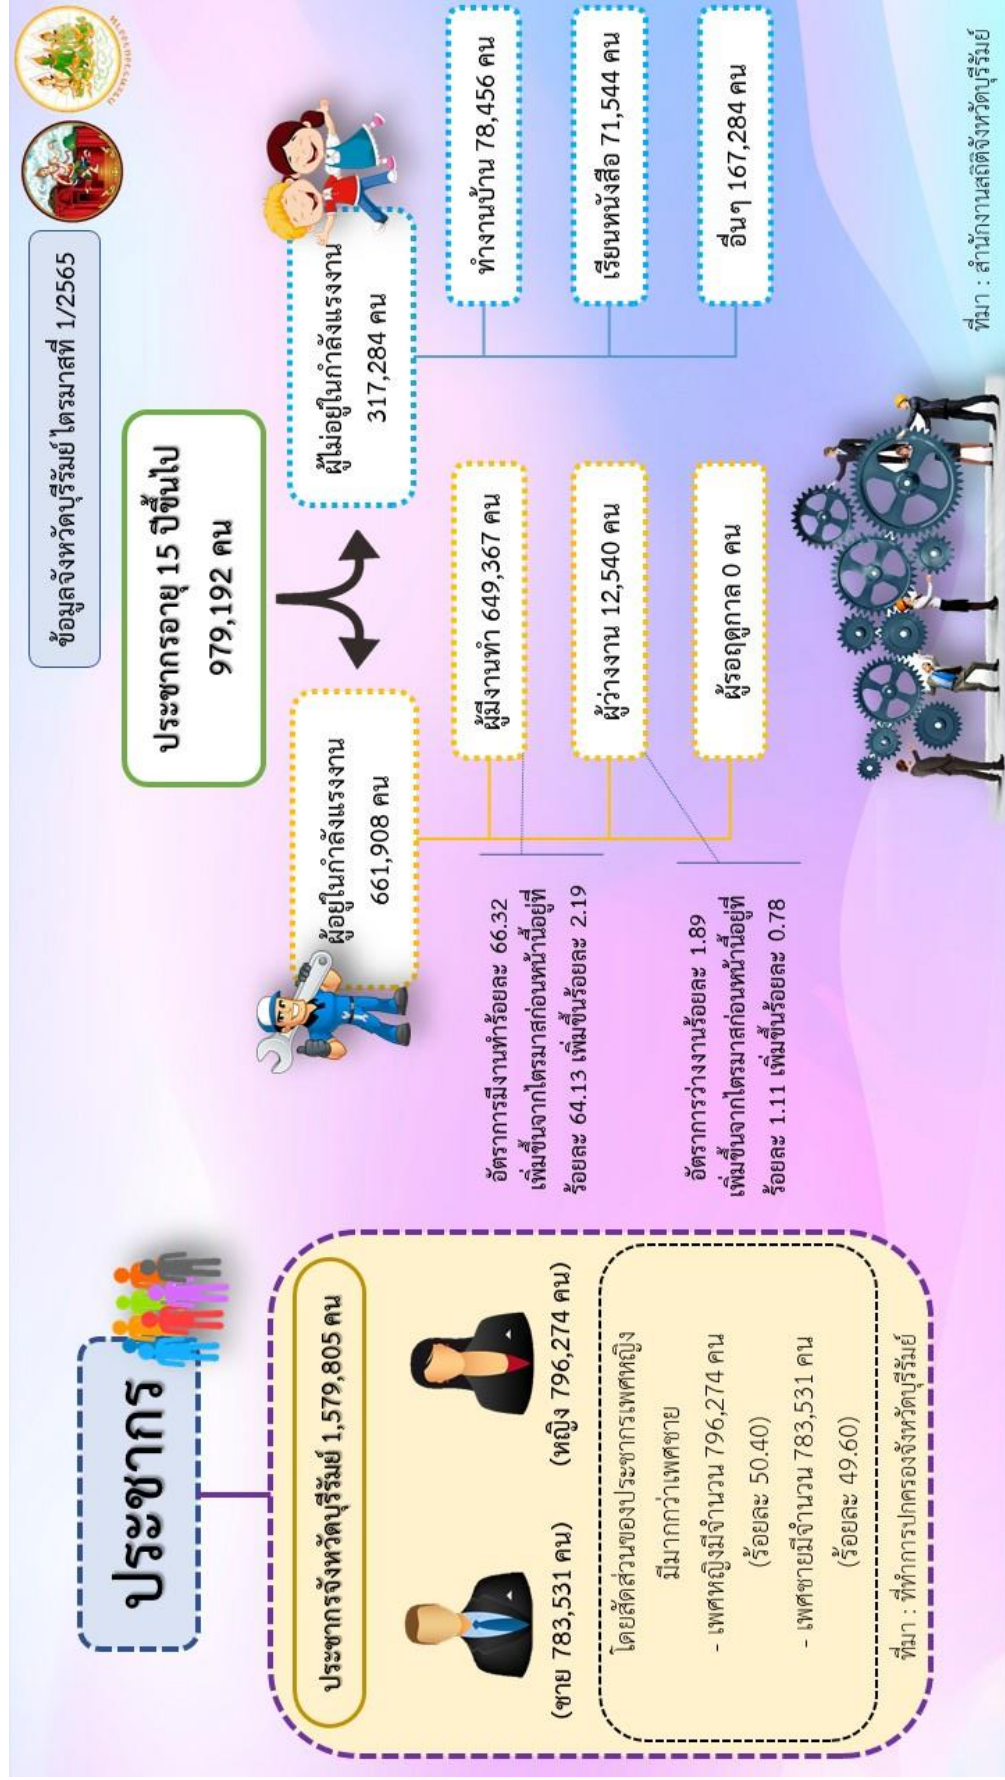 ข้อมูลจังหวัดบุรีรัมย์ ไตรมาสที่ 1/2565
ประชากร
ประชากรจังหวัดบุรีรัมย์ 1,579,805 คน
(ชาย 783,531 คน)
(หญิง 796,274 คน)
โดยสัดส่วนของประชากรเพศหญิง
มีมากกว่าเพศชาย
- เพศหญิงมีจำนวน 796,274 คน
(ร้อยละ 50.40)
- เพศชายมีจำนวน 783,531 คน
(ร้อยละ 49.60)
ที่มา : ที่ทำการปกครองจังหวัดบุรีรัมย์
ประชากรอายุ 15 ปีขึ้นไป
979,192 คน
ผู้อยู่ในกำลังแรงงาน
661,908 คน
ผู้มีงานทำ 649,367 คน
ผู้ว่างงาน 12,540 คน
ผู้รอฤดูกาล 0 คน
อัตราการมีงานทำร้อยละ 66.32
เพิ่มขึ้นจากไตรมาสก่อนหน้านี้อยู่ที่
ร้อยละ 64.13 เพิ่มขึ้นร้อยละ 2.19
อัตราการว่างงานร้อยละ 1.89
เพิ่มขึ้นจากไตรมาสก่อนหน้านี้อยู่ที่
ร้อยละ 1.11 เพิ่มขึ้นร้อยละ 0.78
ผู้ไม่อยู่ในกำลังแรงงาน
317,284 คน
ทำงานบ้าน 78,456 คน
เรียนหนังสือ 71,544 คน
อื่นๆ 167,284 คน
ที่มา : สำนักงานสถิติจังหวัดบุรีรัมย์